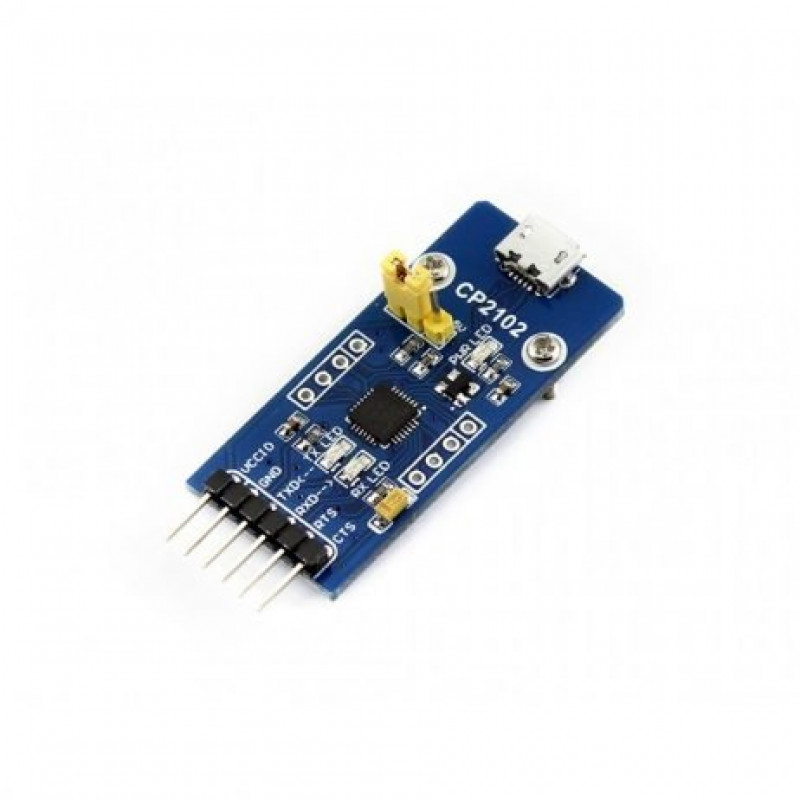 CP2102
PWR LED
TX LED
RX LED
VCCIO
GND
TXD<--
RXD-->
RTS
CTS